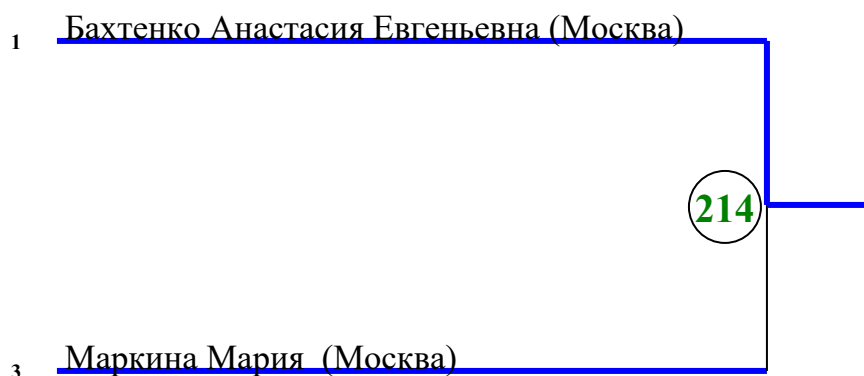 1 Бахтенко Анастасия Евгеньевна (Москва)
214
3 Маркина Мария (Москва)